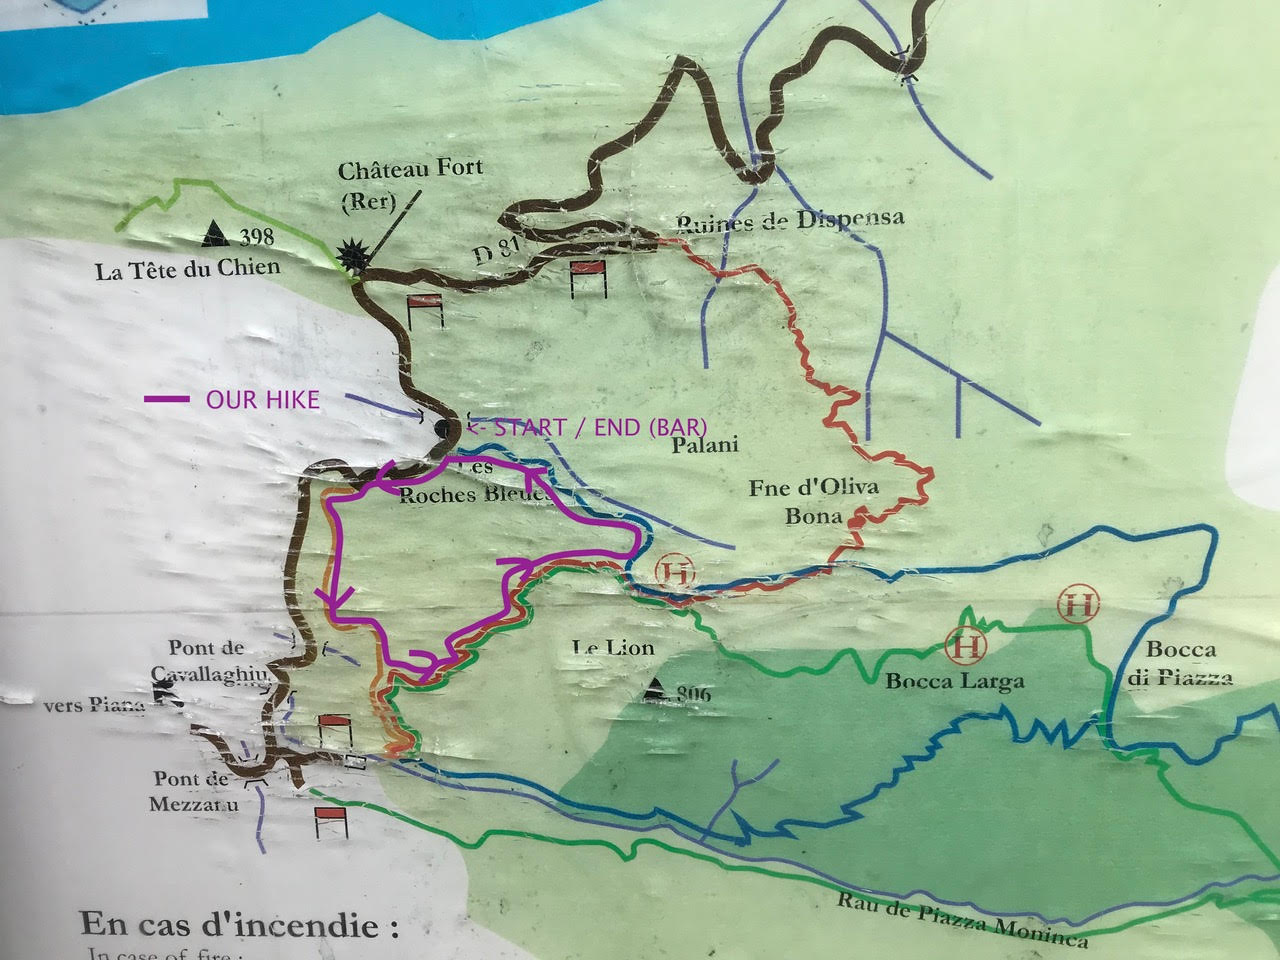 Château Fort
(Rer)
Ruines de Dispensa
D 81
398
La Tête du Chien
OUR HIKE
<- START / END (BAR)
Palani
Les
Roches Bleues
Fne d'Oliva
Bona
H
H
H
Pont de
Cavallaghiu
Le Lion
806
Bocca Larga
Bocca
di Piazza
vers Piana
Pont de
Mezzanu
Rau de Piazza Moninca
En cas d'incendie :
In case of fire :